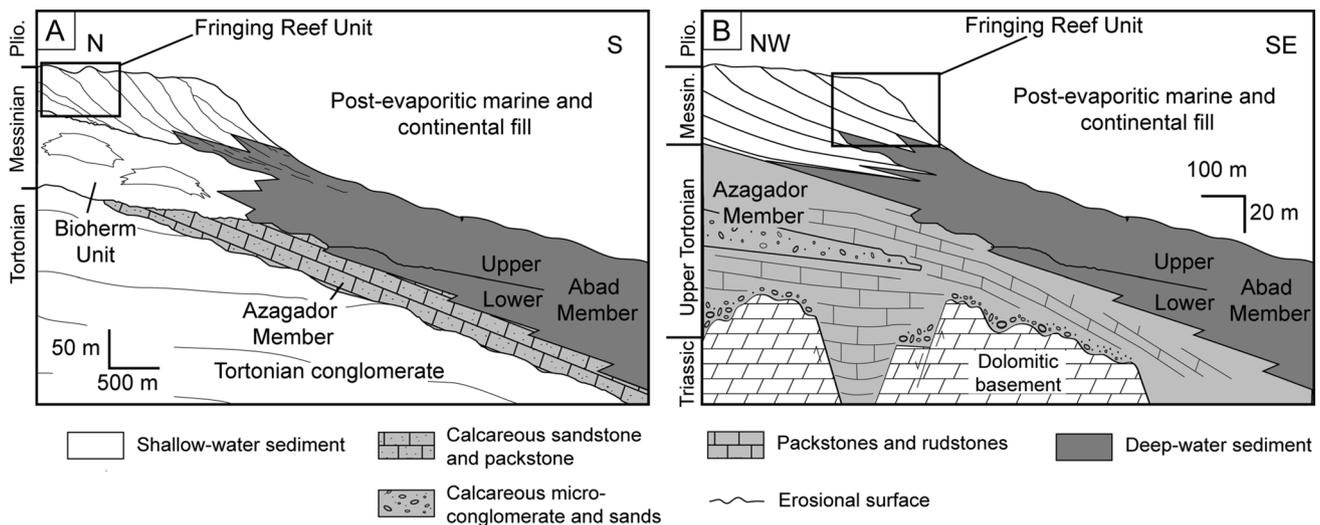 A
N
Fringing Reef Unit
S
Post-evaporitic marine and
continental fill
Plio.
Messinian
Tortonian
Bioherm
Unit
Azagador
Member
Upper
Lower
Abad
Member
50 m
500 m
Tortonian conglomerate
B
NW
Fringing Reef Unit
SE
Post-evaporitic marine and
continental fill
100 m
20 m
Plio.
Messin.
Upper Tortonian
Triassic
Azagador
Member
Upper
Lower
Abad
Member
Dolomitic
basement
Shallow-water sediment
Calcareous sandstone
and packstone
Calcareous micro-
conglomerate and sands
Packstones and rudstones
Erosional surface
Deep-water sediment